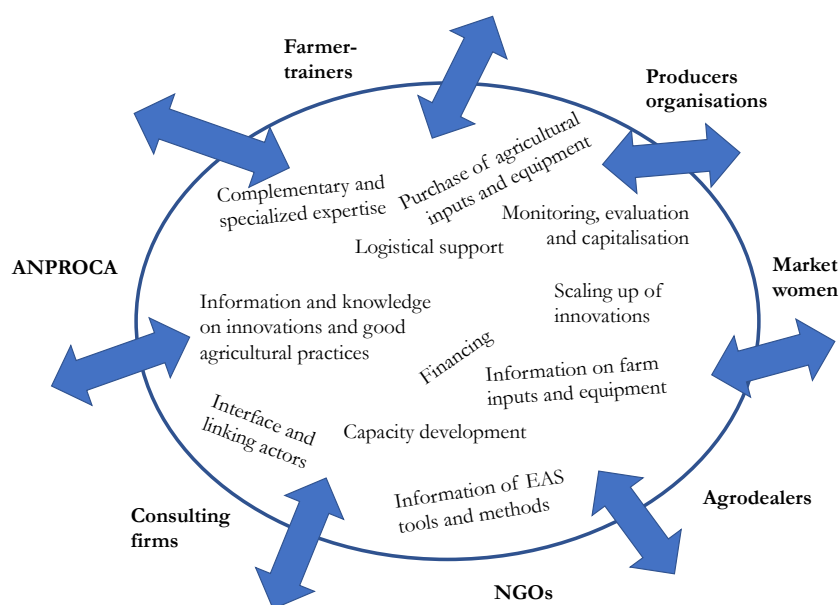 Farmer-
trainers
Producers
organisations
Purchase of agricultural
inputs and equipment
Complementary and
specialized expertise
Monitoring, evaluation
and capitalisation
Logistical support
ANPROCA
Market
women
Information and knowledge
on innovations and good
agricultural practices
Scaling up of
innovations
Financing
Information on farm
inputs and equipment
Interface and
linking actors
Capacity development
Information of EAS
tools and methods
Consulting
firms
Agrodealers
NGOs